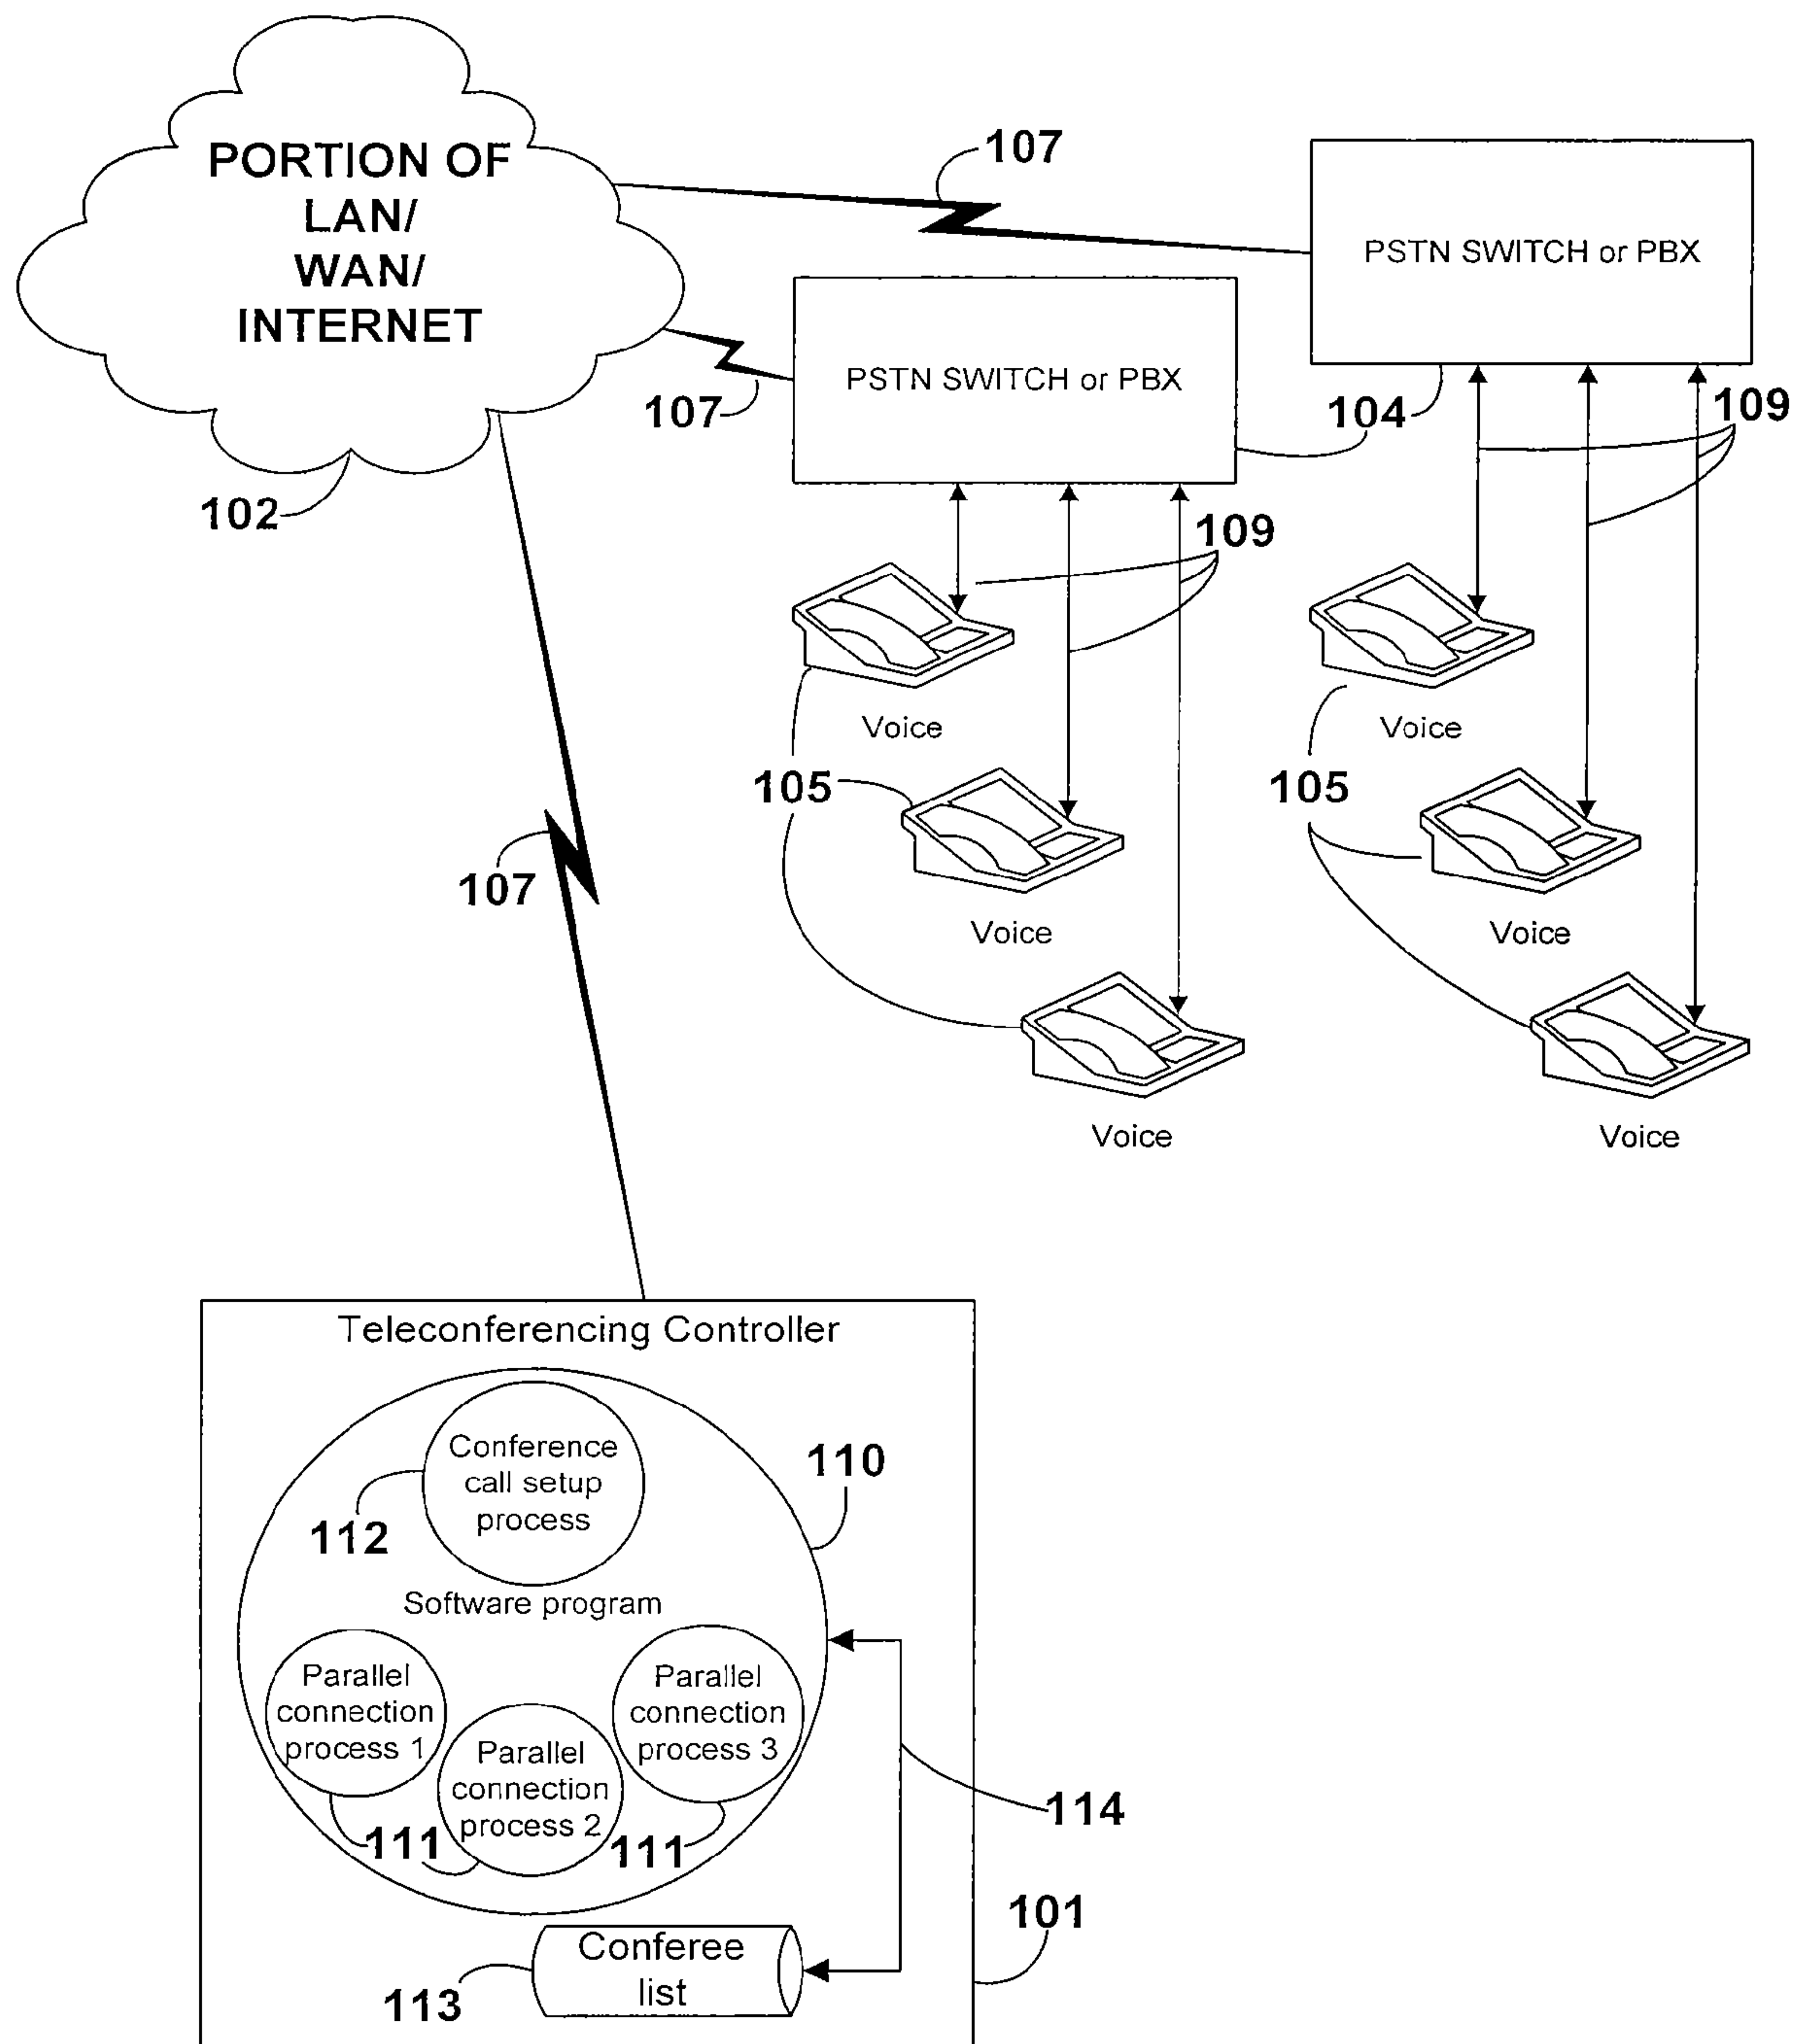 PORTION OF
LAN/
WAN/
INTERNET
107
PSTN SWITCH or PBX
PSTN SWITCH or PBX
107
104
109
102
109
Voice
Voice
105
105
107
Voice
Voice
Voice
Voice
Teleconferencing Controller
Conference
call setup
process
110
112
Software program
Parallel
connection
process 1
Parallel
connection
process 2
Parallel
connection
process 3
111
111
114
101
Conferee
list
113